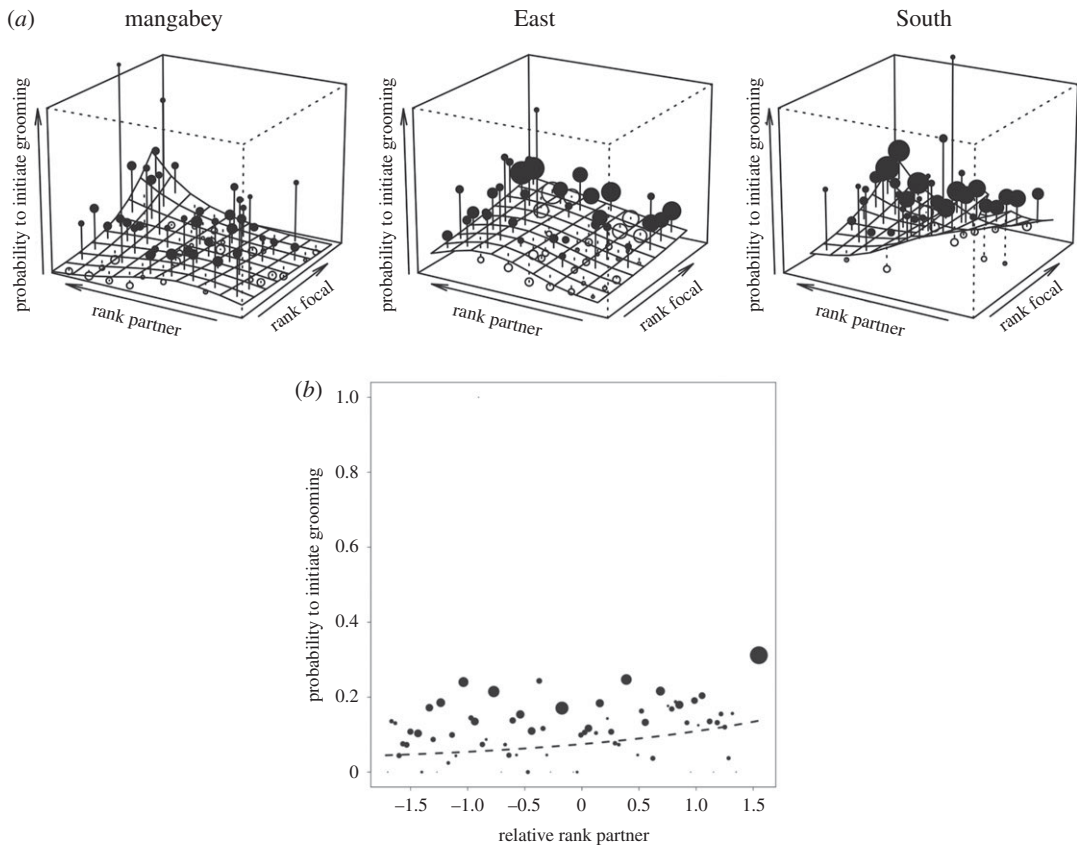 (a)
mangabey
East
South
probability to initiate grooming
rank partner
rank focal
probability to initiate grooming
rank partner
rank focal
probability to initiate grooming
rank partner
rank focal
(b)
probability to initiate grooming
1.0
0.8
0.6
0.4
0.2
0
–1.5 –1.0 –0.5 0 0.5 1.0 1.5
relative rank partner